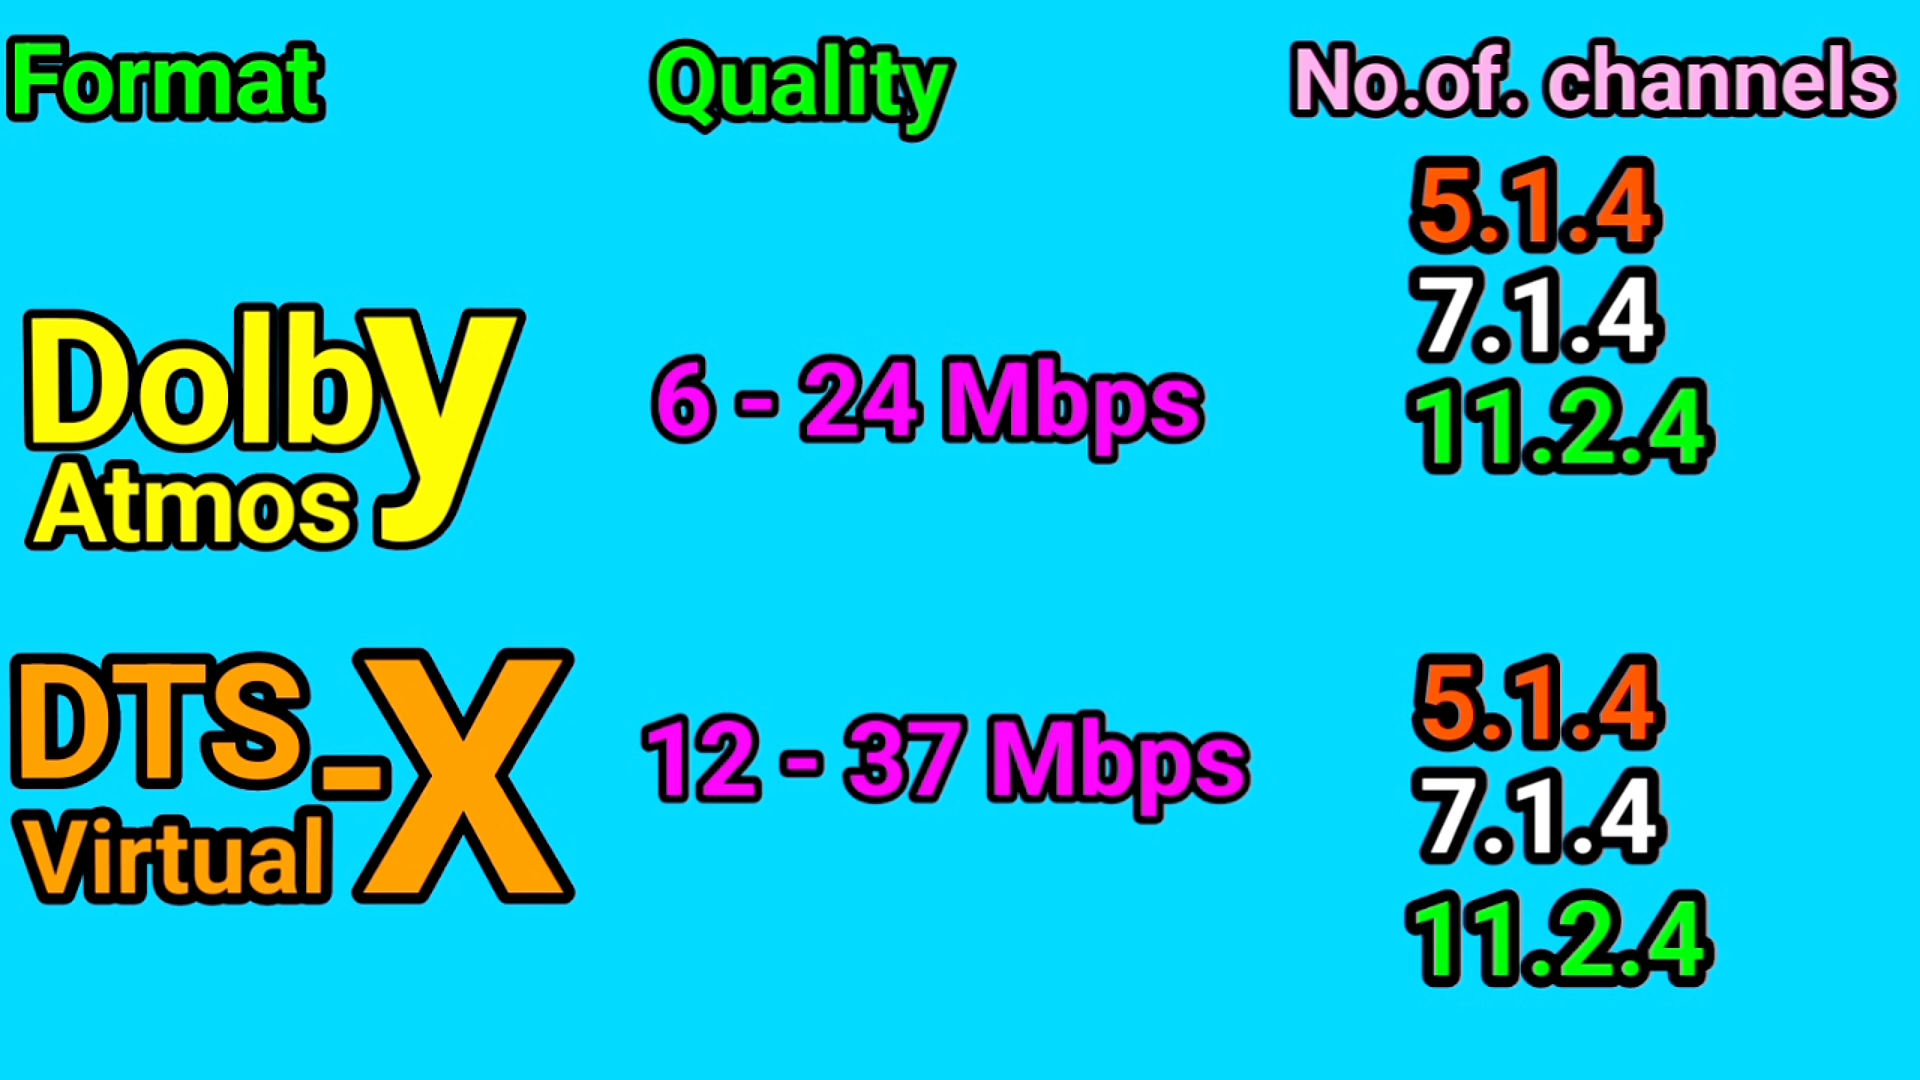 Format Quality No.of. channels
5.1.4
7.1.4
Dolby 6 - 24 Mbps 11.2.4
Atmos
DTS-X 12 - 37 Mbps 5.1.4
Virtual 7.1.4
11.2.4